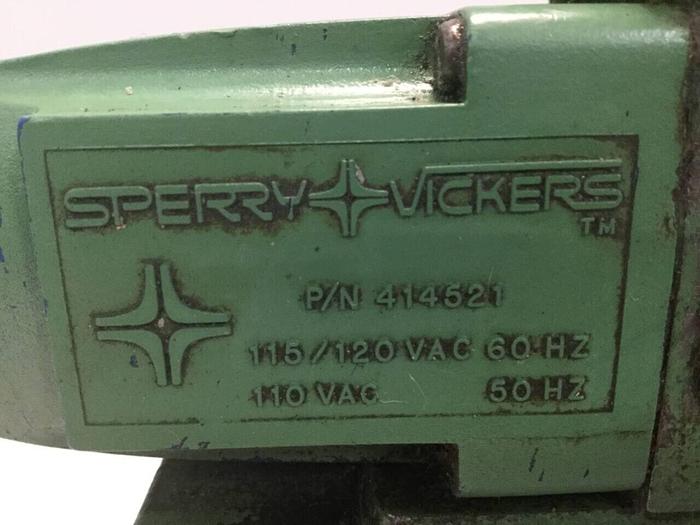 SPERRY VICKERS
TM
P/N 414521
115/120 VAC 60 HZ
110 VAC 50 HZ